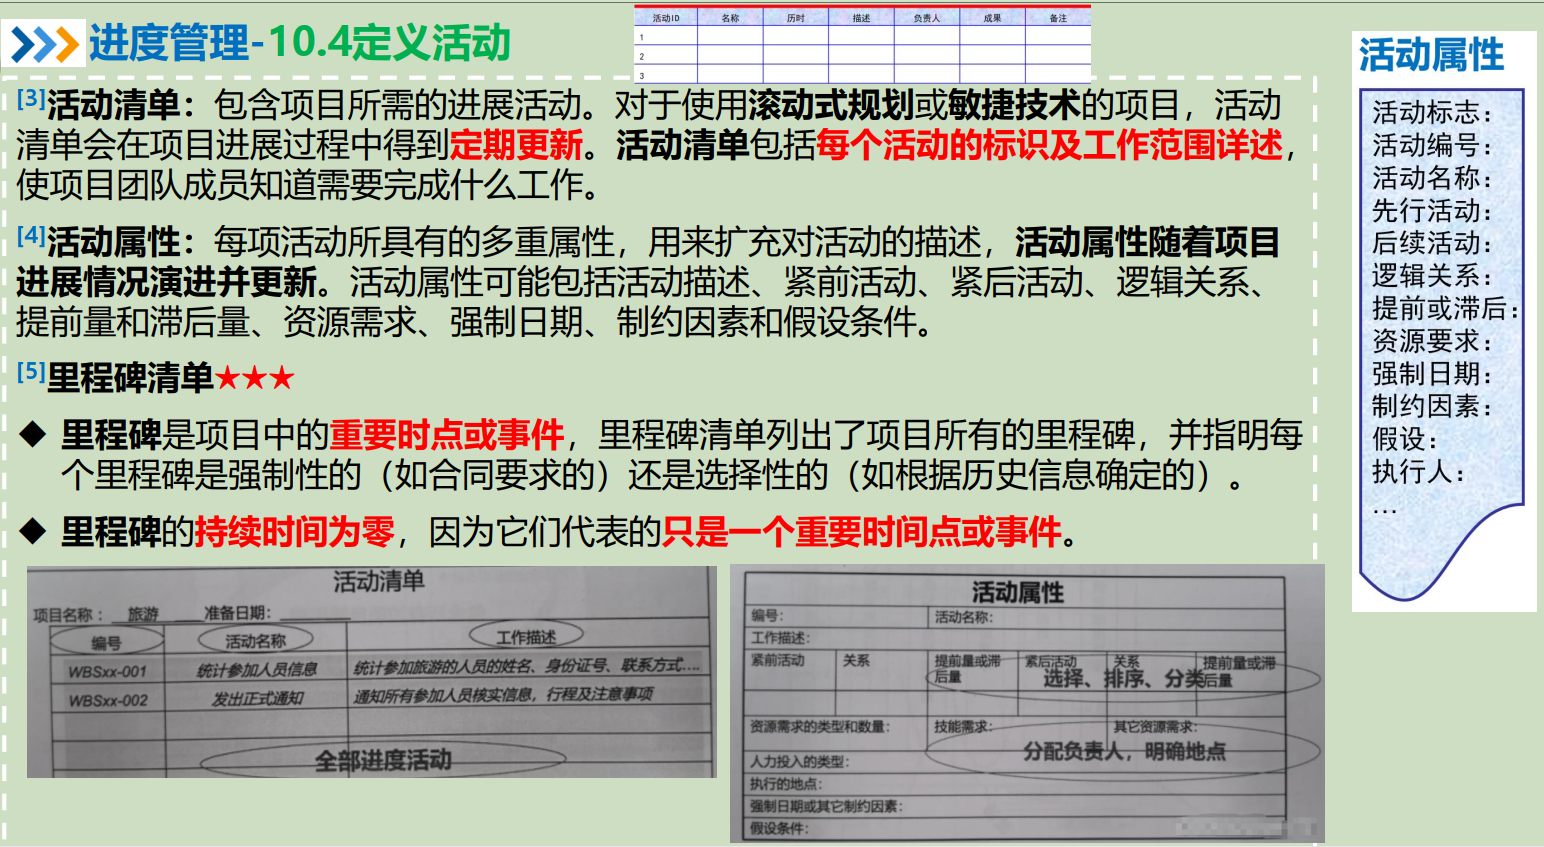 进度管理-10.4定义活动
活动ID 名称 历时 描述 负责人 成果 备注
1
2
3
[3]活动清单：包含项目所需的进展活动。对于使用滚动式规划或敏捷技术的项目，活动
清单会在项目进展过程中得到定期更新。活动清单包括每个活动的标识及工作范围详述，
使项目团队成员知道需要完成什么工作。
[4]活动属性：每项活动所具有的多重属性，用来扩充对活动的描述，活动属性随着项目
进展情况演进并更新。活动属性可能包括活动描述、紧前活动、紧后活动、逻辑关系、
提前量和滞后量、资源需求、强制日期、制约因素和假设条件。
[5]里程碑清单★★★
◆ 里程碑是项目中的重要时点或事件，里程碑清单列出了项目所有的里程碑，并指明每
个里程碑是强制性的（如合同要求的）还是选择性的（如根据历史信息确定的）。
◆ 里程碑的持续时间为零，因为它们代表的只是一个重要时间点或事件。
活动清单
项目名称： 旅游 准备日期：
编号 活动名称 工作描述
WBSxx-001 统计参加人员信息 统计参加旅游的人员的姓名、身份证号、联系方式....
WBSxx-002 发出正式通知 通知所有参加人员核实信息，行程及注意事项
全部进度活动
活动属性
编号： 活动名称：
工作描述：
紧前活动 关系 提前量或滞后量 紧后活动 关系 提前量或滞后量
选择、排序、分类
资源需求的类型和数量： 技能需求： 其它资源需求：
分配负责人，明确地点
人力投入的类型：
执行的地点：
强制日期或其它制约因素：
假设条件：
活动属性
活动标志：
活动编号：
活动名称：
先行活动：
后续活动：
逻辑关系：
提前或滞后：
资源要求：
强制日期：
制约因素：
假设：
执行人：
…